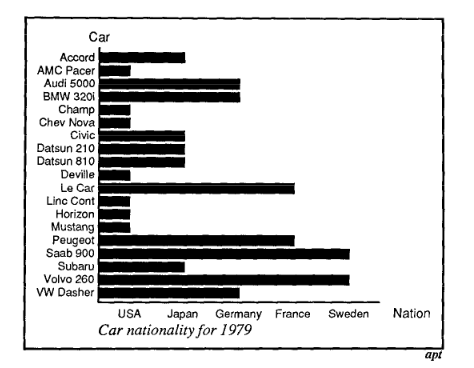 Car
Accord
AMC Pacer
Audi 5000
BMW 320i
Champ
Chev Nova
Civic
Datsun 210
Datsun 810
Deville
Le Car
Linc Cont
Horizon
Mustang
Peugeot
Saab 900
Subaru
Volvo 260
VW Dasher
USA Japan Germany France Sweden Nation
Car nationality for 1979
apt